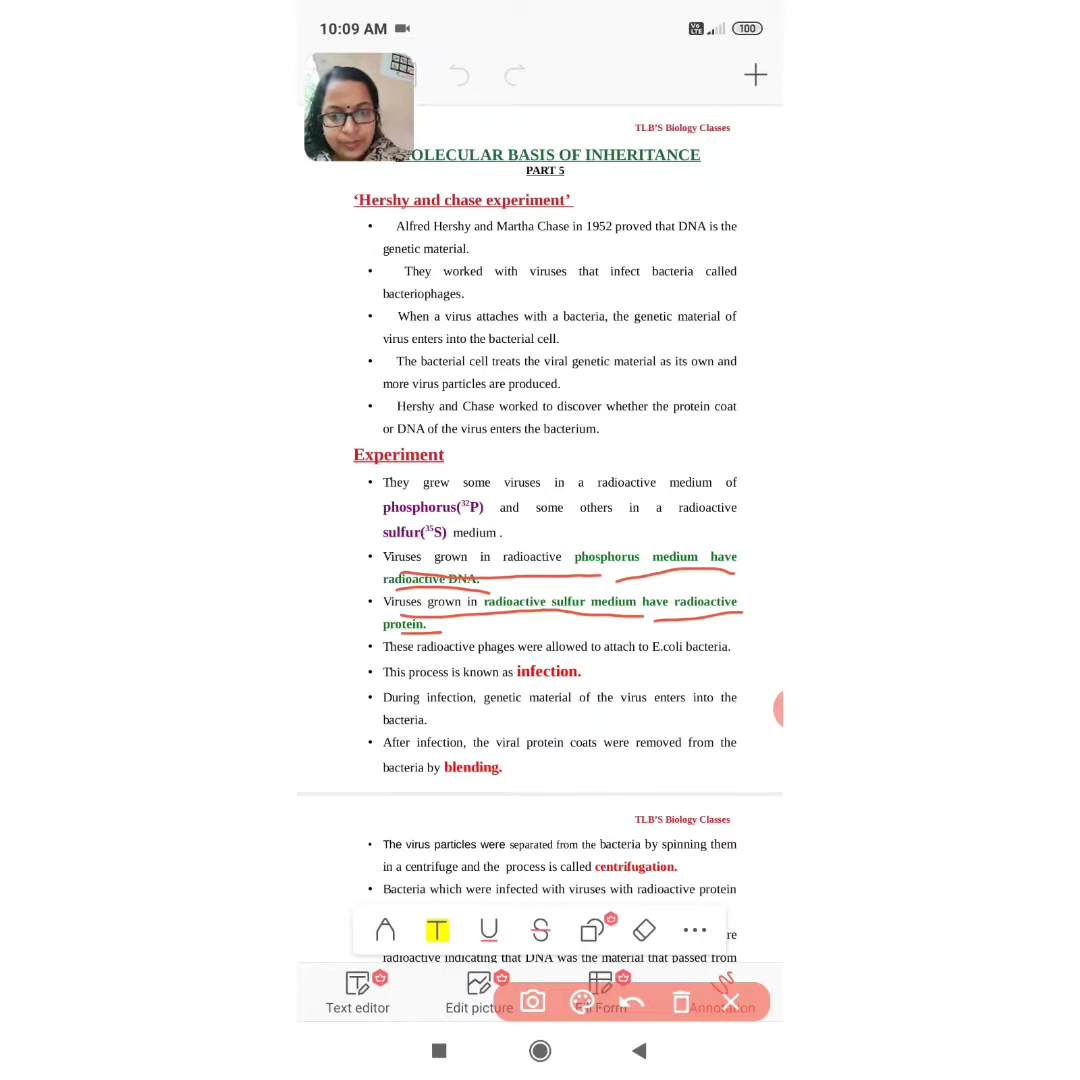 10:09 AM
Vo LTE
100
TLB'S Biology Classes
OLECULAR BASIS OF INHERITANCE
PART 5
‘Hershy and chase experiment’
• Alfred Hershy and Martha Chase in 1952 proved that DNA is the
genetic material.
• They worked with viruses that infect bacteria called
bacteriophages.
• When a virus attaches with a bacteria, the genetic material of
virus enters into the bacterial cell.
• The bacterial cell treats the viral genetic material as its own and
more virus particles are produced.
• Hershy and Chase worked to discover whether the protein coat
or DNA of the virus enters the bacterium.
Experiment
• They grew some viruses in a radioactive medium of
phosphorus(³²P) and some others in a radioactive
sulfur(³⁵S) medium .
• Viruses grown in radioactive phosphorus medium have
radioactive DNA.
• Viruses grown in radioactive sulfur medium have radioactive
protein.
• These radioactive phages were allowed to attach to E.coli bacteria.
• This process is known as infection.
• During infection, genetic material of the virus enters into the
bacteria.
• After infection, the viral protein coats were removed from the
bacteria by blending.
TLB'S Biology Classes
• The virus particles were separated from the bacteria by spinning them
in a centrifuge and the process is called centrifugation.
• Bacteria which were infected with viruses with radioactive protein
re
radioactive indicating that DNA was the material that passed from
Text editor
Edit picture
Fill Form
Annotation